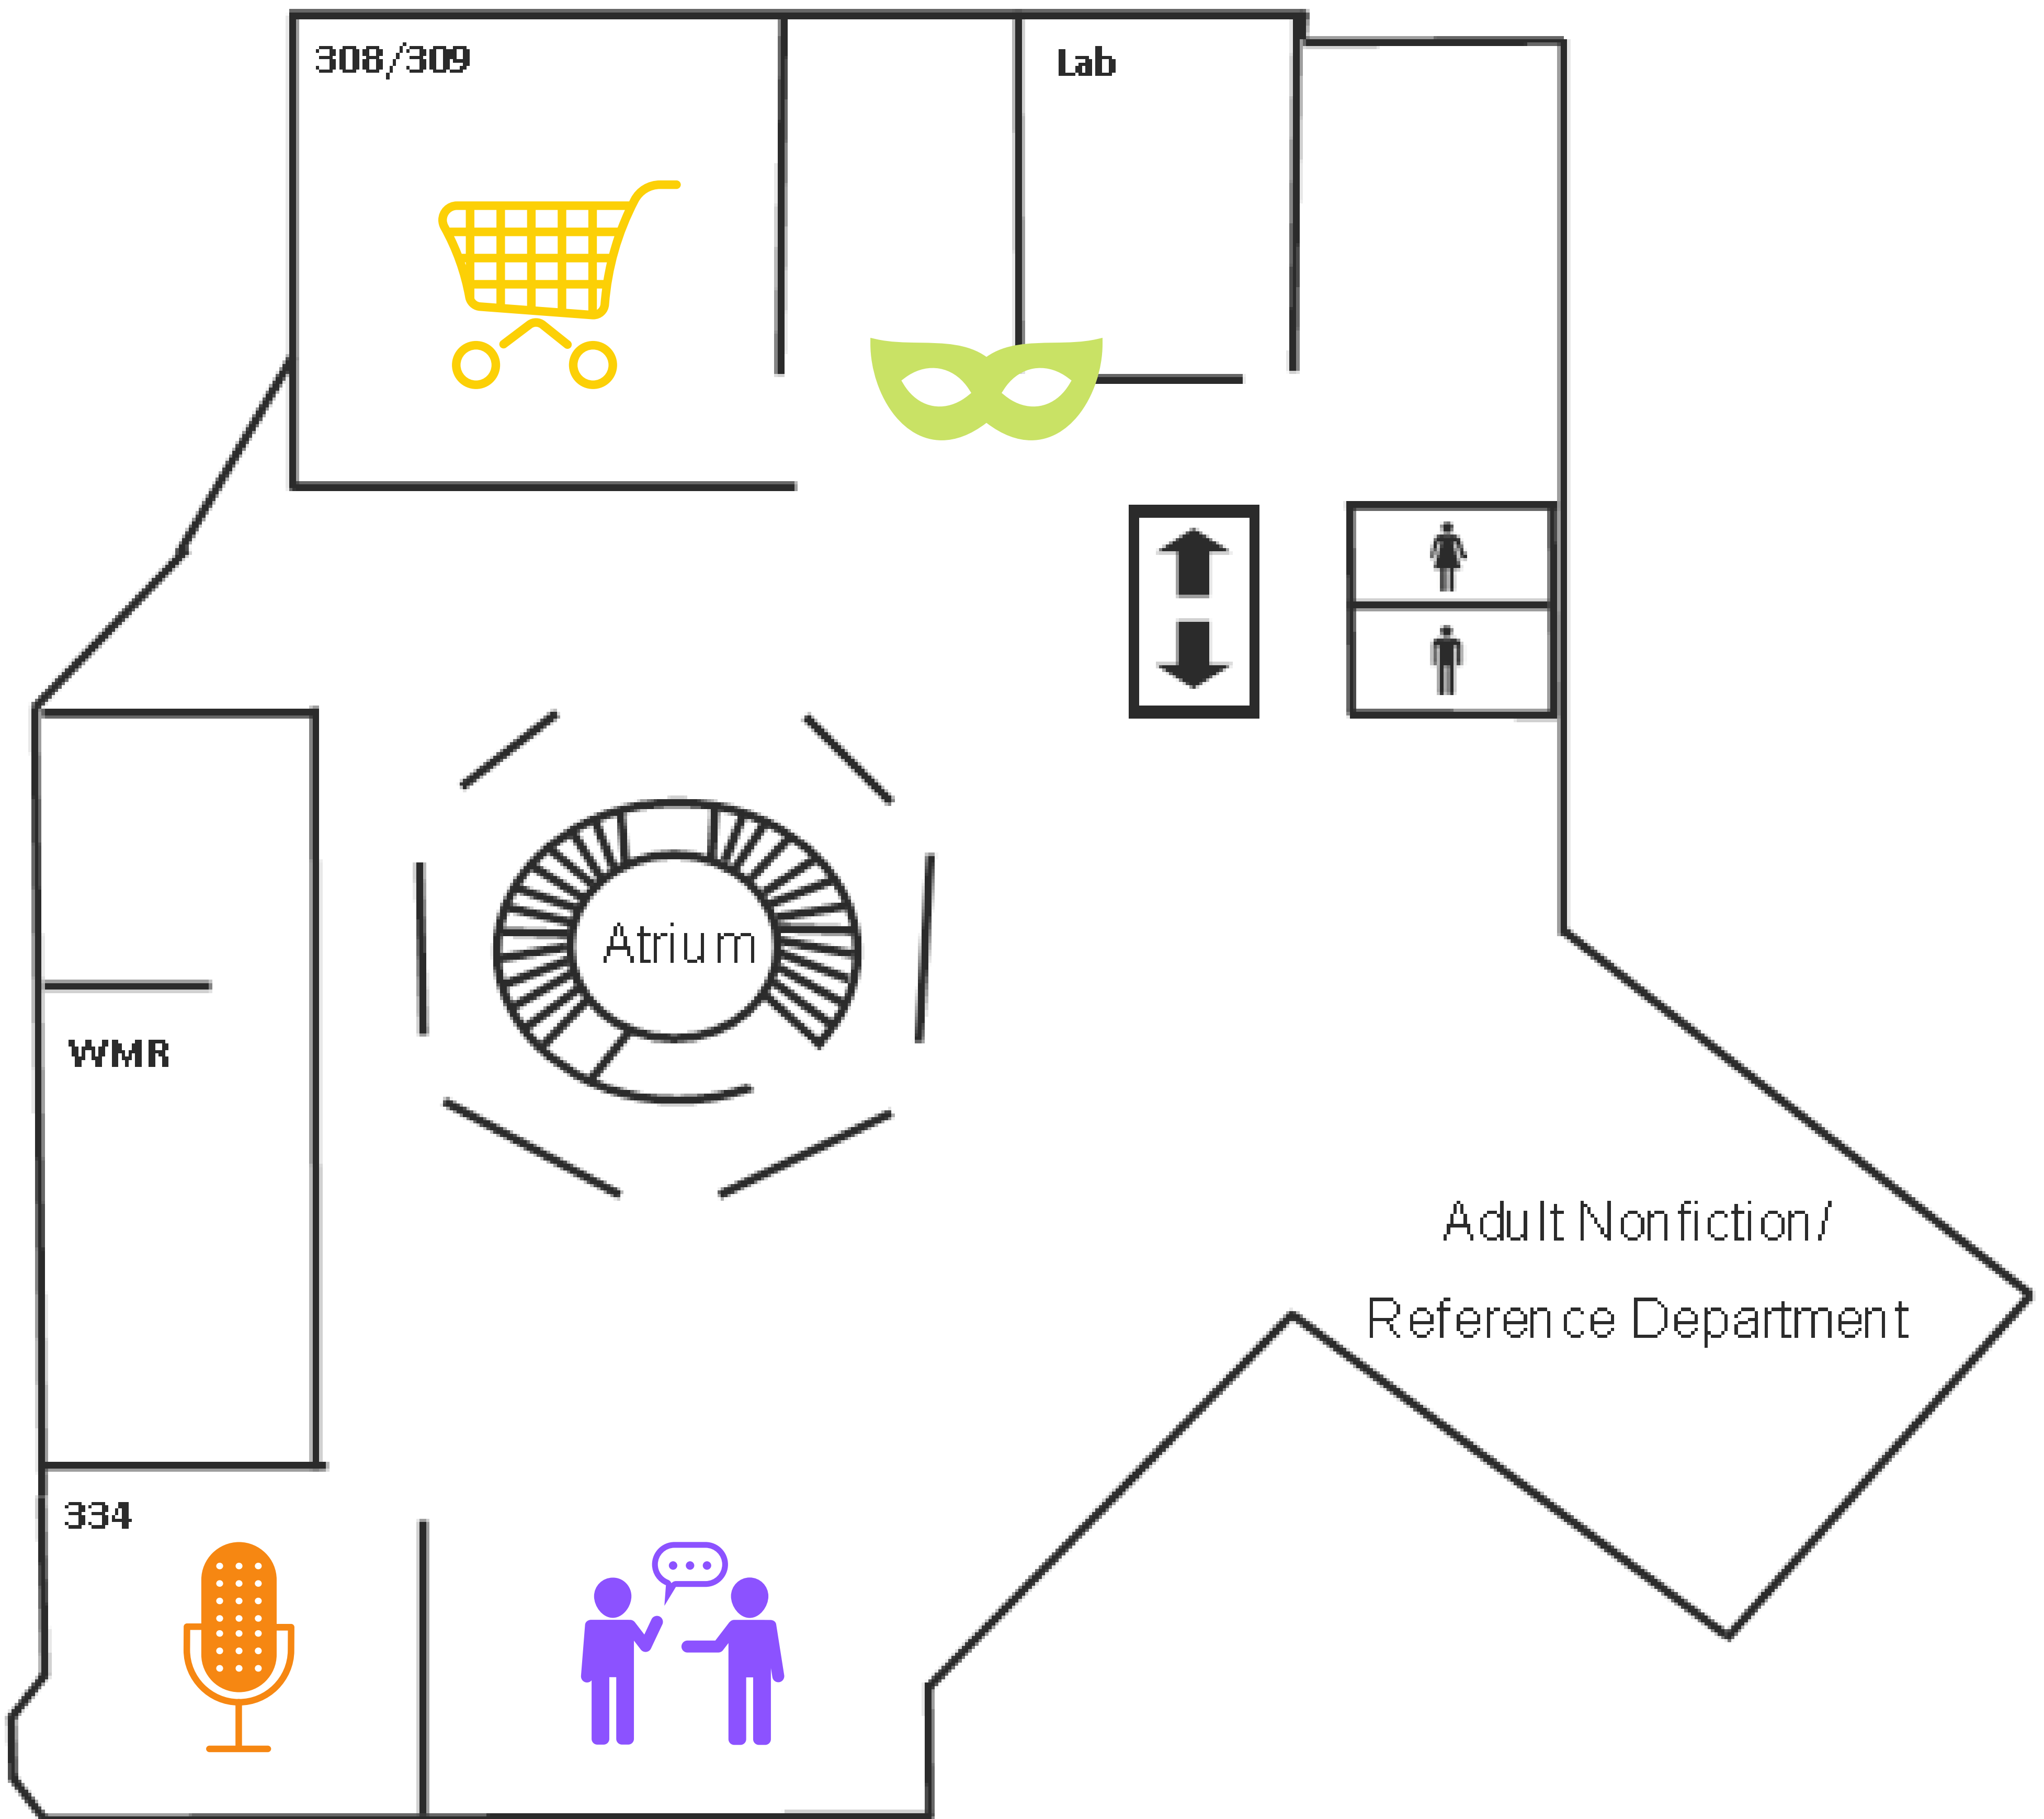 308/309
Lab
Atrium
WMR
Adult Nonfiction/
Reference Department
334